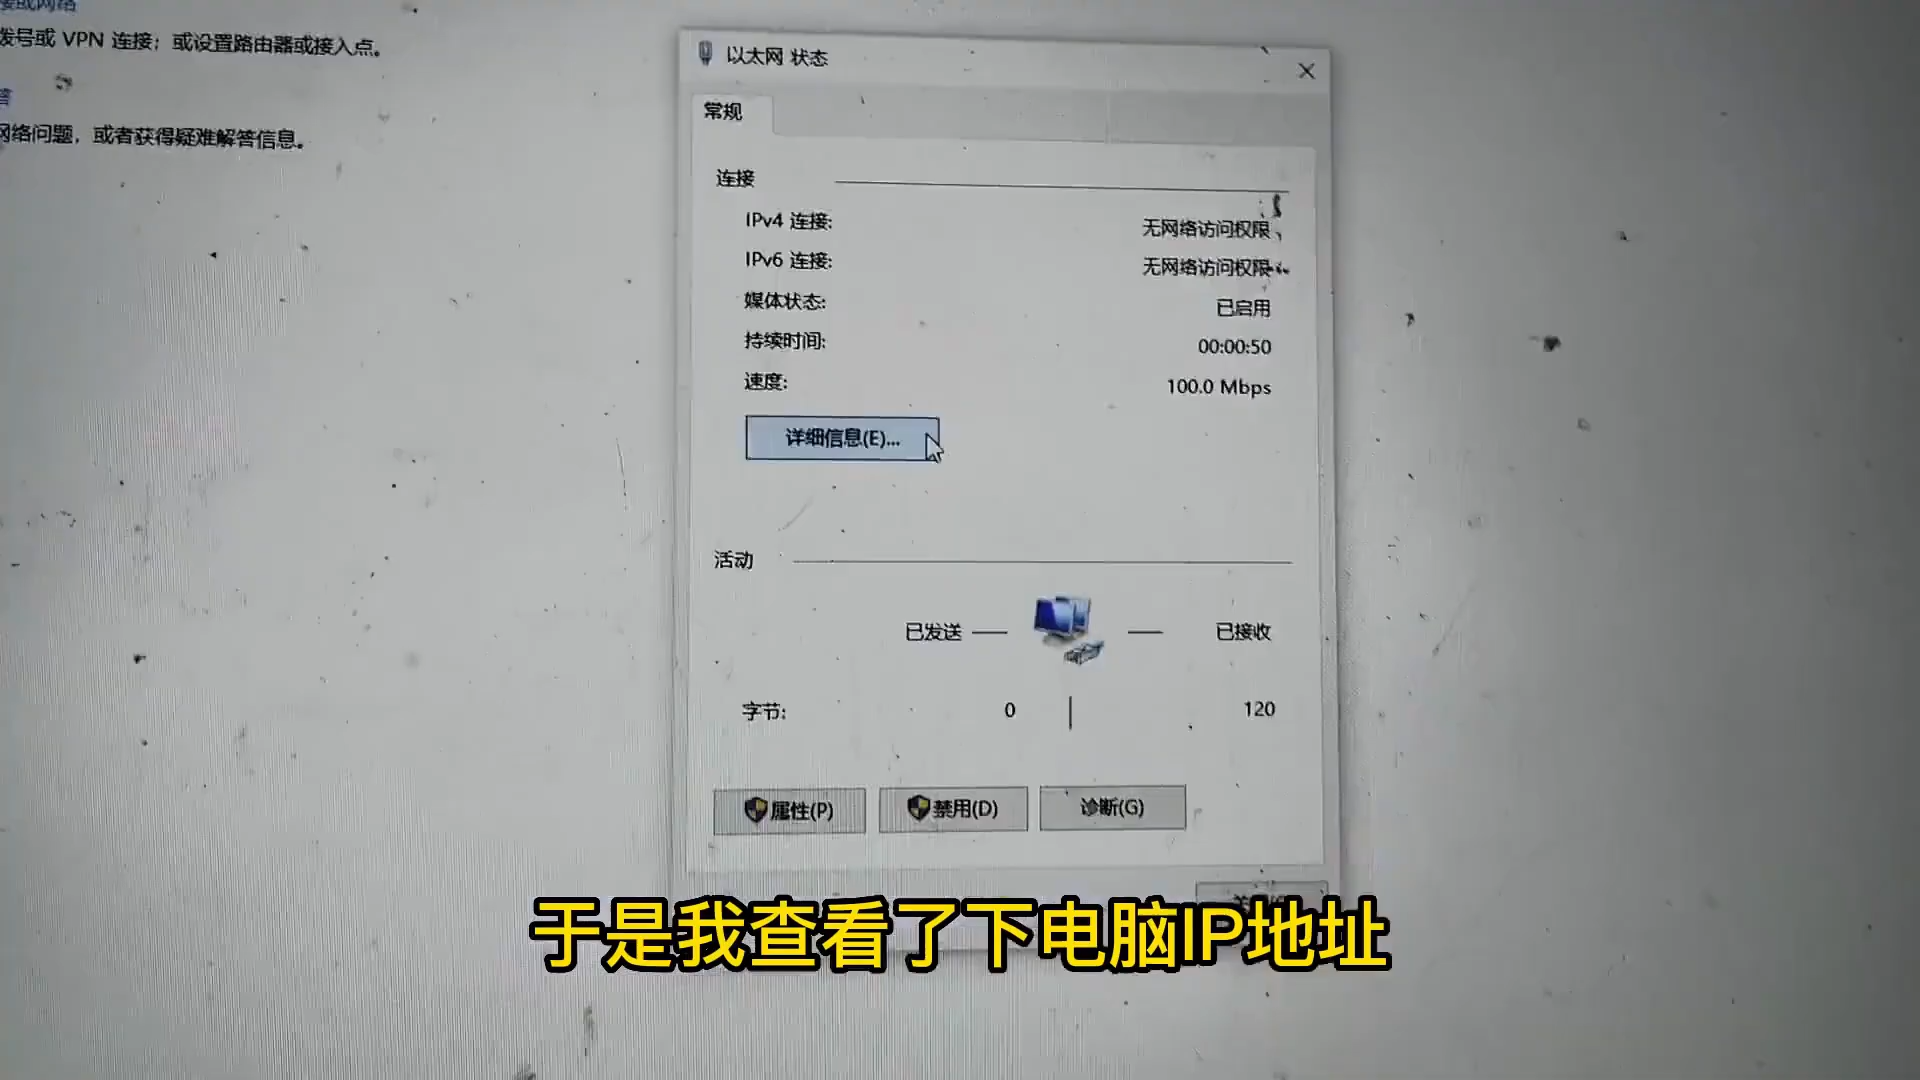 接或网络
拨号或 VPN 连接；或设置路由器或接入点。
答
网络问题，或者获得疑难解答信息。
以太网 状态
常规
连接
IPv4 连接: 无网络访问权限
IPv6 连接: 无网络访问权限
媒体状态: 已启用
持续时间: 00:00:50
速度: 100.0 Mbps
详细信息(E)...
活动
已发送 — — 已接收
字节: 0 120
属性(P) 禁用(D) 诊断(G)
于是我查看了下电脑IP地址